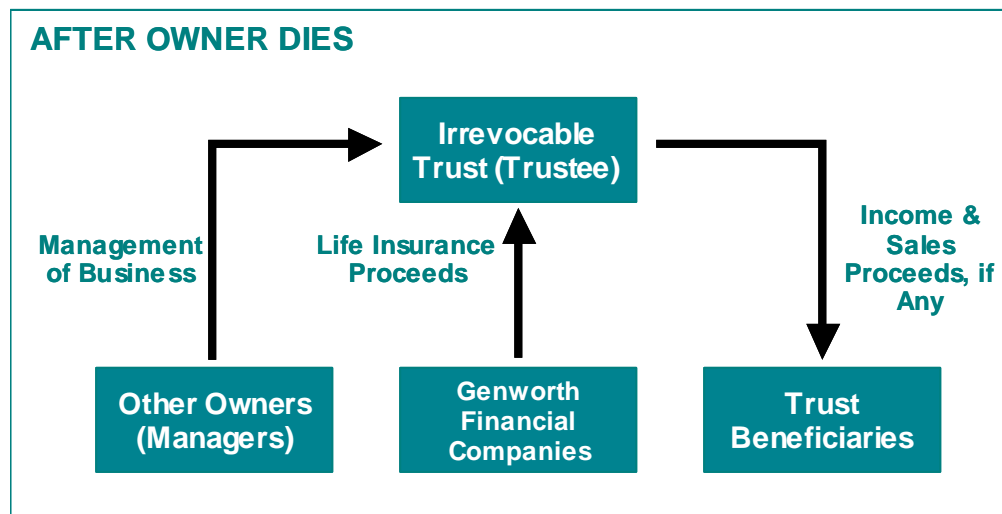 AFTER OWNER DIES
Irrevocable
Trust (Trustee)
Management
of Business
Life Insurance
Proceeds
Income &
Sales
Proceeds, if
Any
Other Owners
(Managers)
Genworth
Financial
Companies
Trust
Beneficiaries